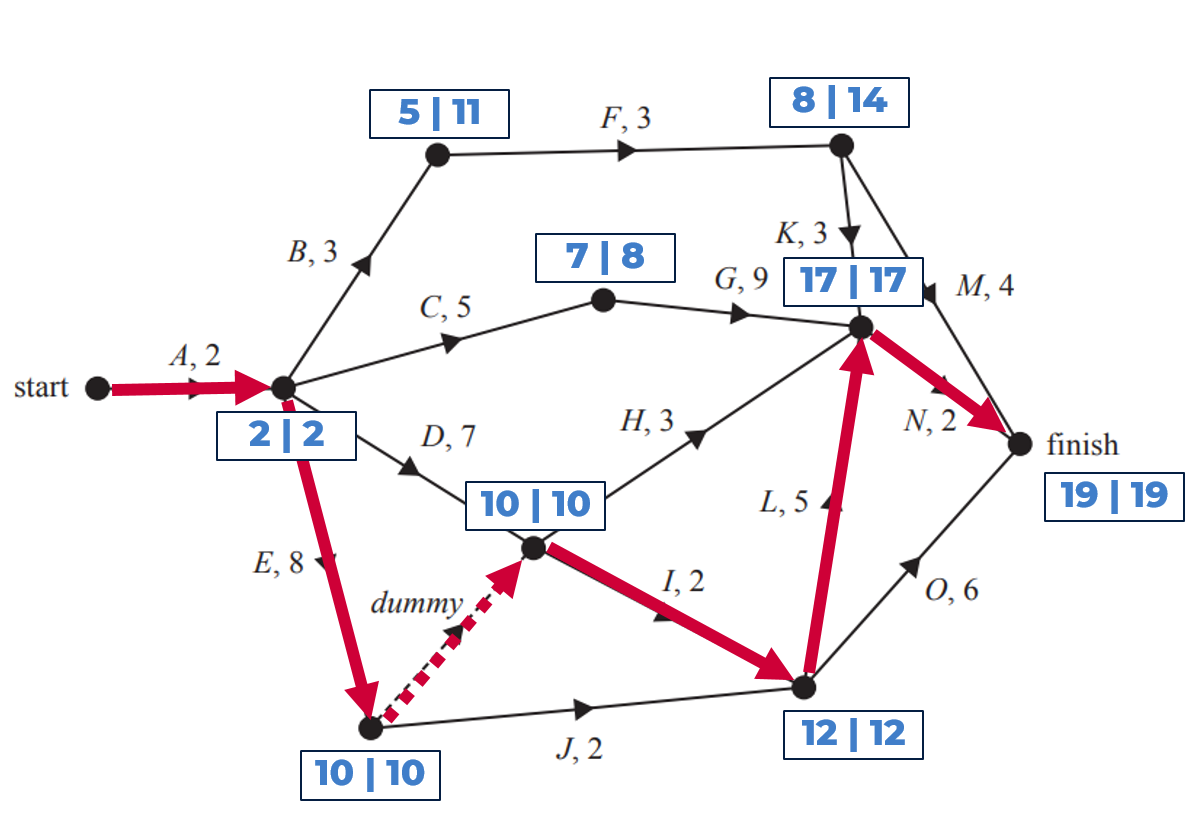 8 | 14
5 | 11
F, 3
K, 3
B, 3
7 | 8
G, 9
17 | 17
M, 4
C, 5
A, 2
start
2 | 2
D, 7
H, 3
N, 2
finish
10 | 10
L, 5
19 | 19
E, 8
dummy
I, 2
O, 6
12 | 12
J, 2
10 | 10